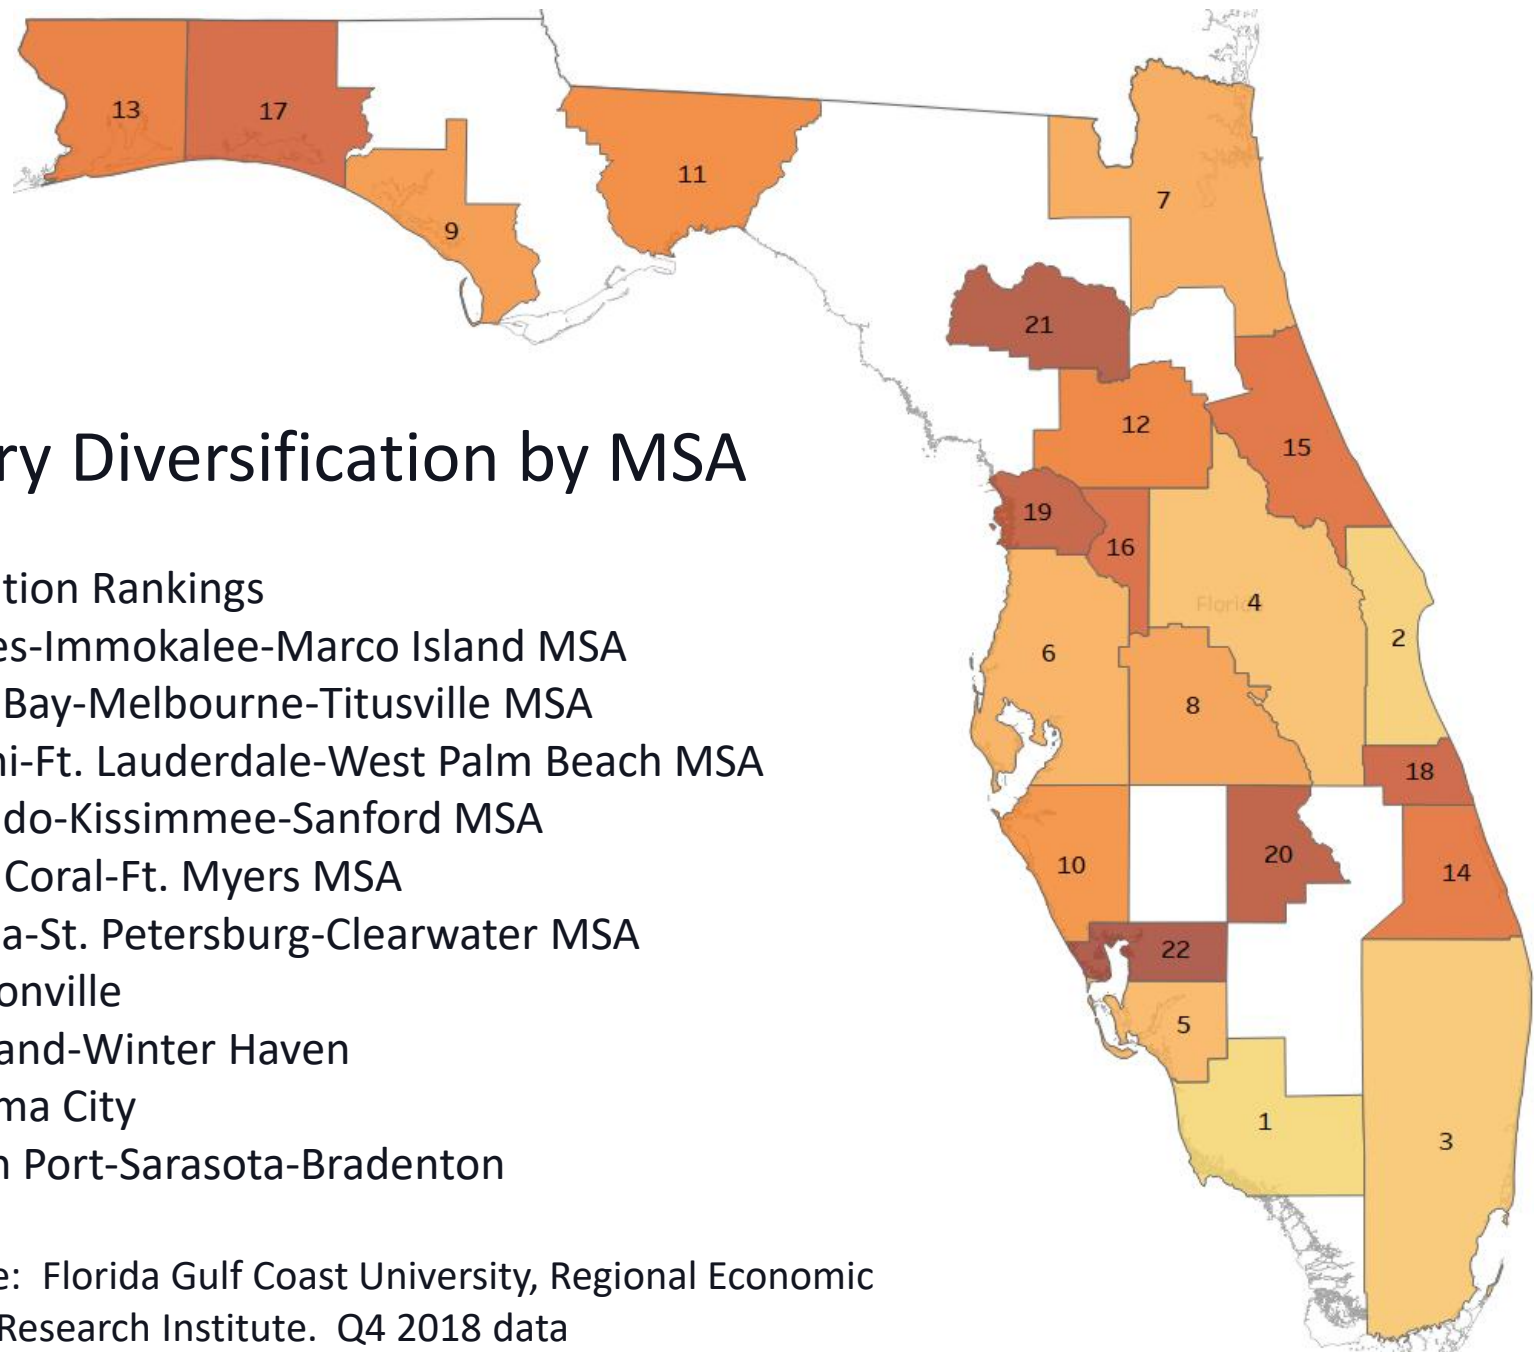 ry Diversification by MSA
tion Rankings
es-Immokalee-Marco Island MSA
Bay-Melbourne-Titusville MSA
ni-Ft. Lauderdale-West Palm Beach MSA
do-Kissimmee-Sanford MSA
Coral-Ft. Myers MSA
a-St. Petersburg-Clearwater MSA
onville
and-Winter Haven
ma City
h Port-Sarasota-Bradenton
e: Florida Gulf Coast University, Regional Economic
Research Institute. Q4 2018 data
13
17
11
9
7
21
12
15
19
16
4
Florida
2
6
8
18
20
10
14
22
5
1
3